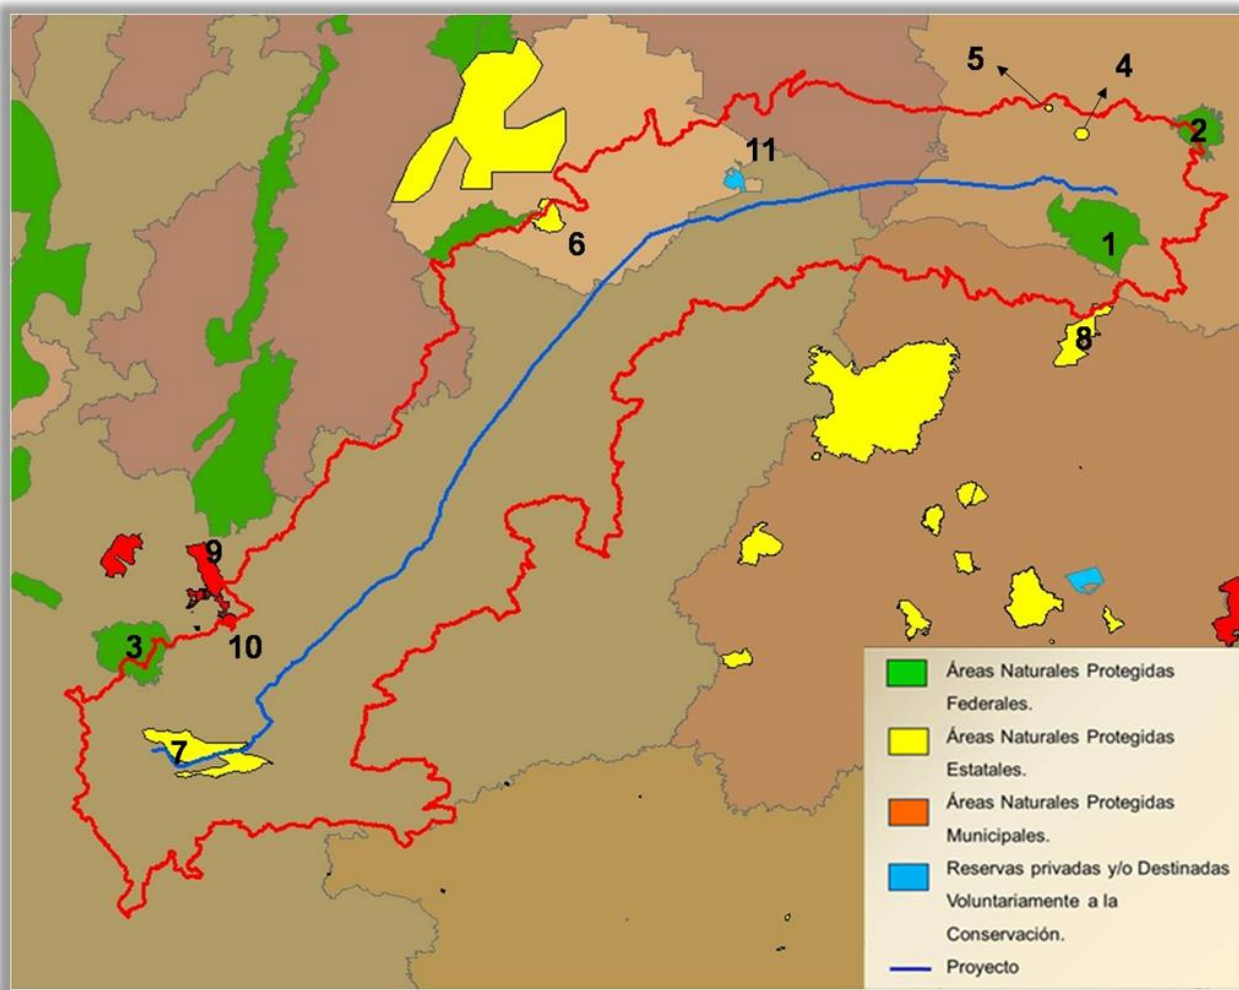 5
4
2
11
6
1
8
9
3
10
7
Áreas Naturales Protegidas
Federales.
Áreas Naturales Protegidas
Estatales.
Áreas Naturales Protegidas
Municipales.
Reservas privadas y/o Destinadas
Voluntariamente a la
Conservación.
Proyecto